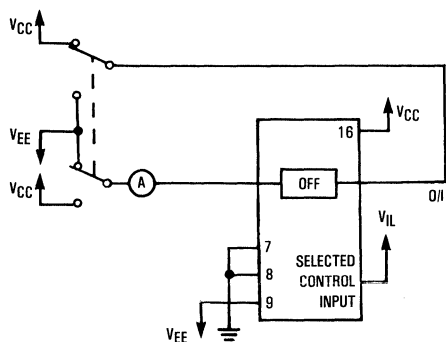 VCC
VEE
VCC
A
16
VCC
OFF
O/I
VIL
7
8
9
SELECTED
CONTROL
INPUT
VEE